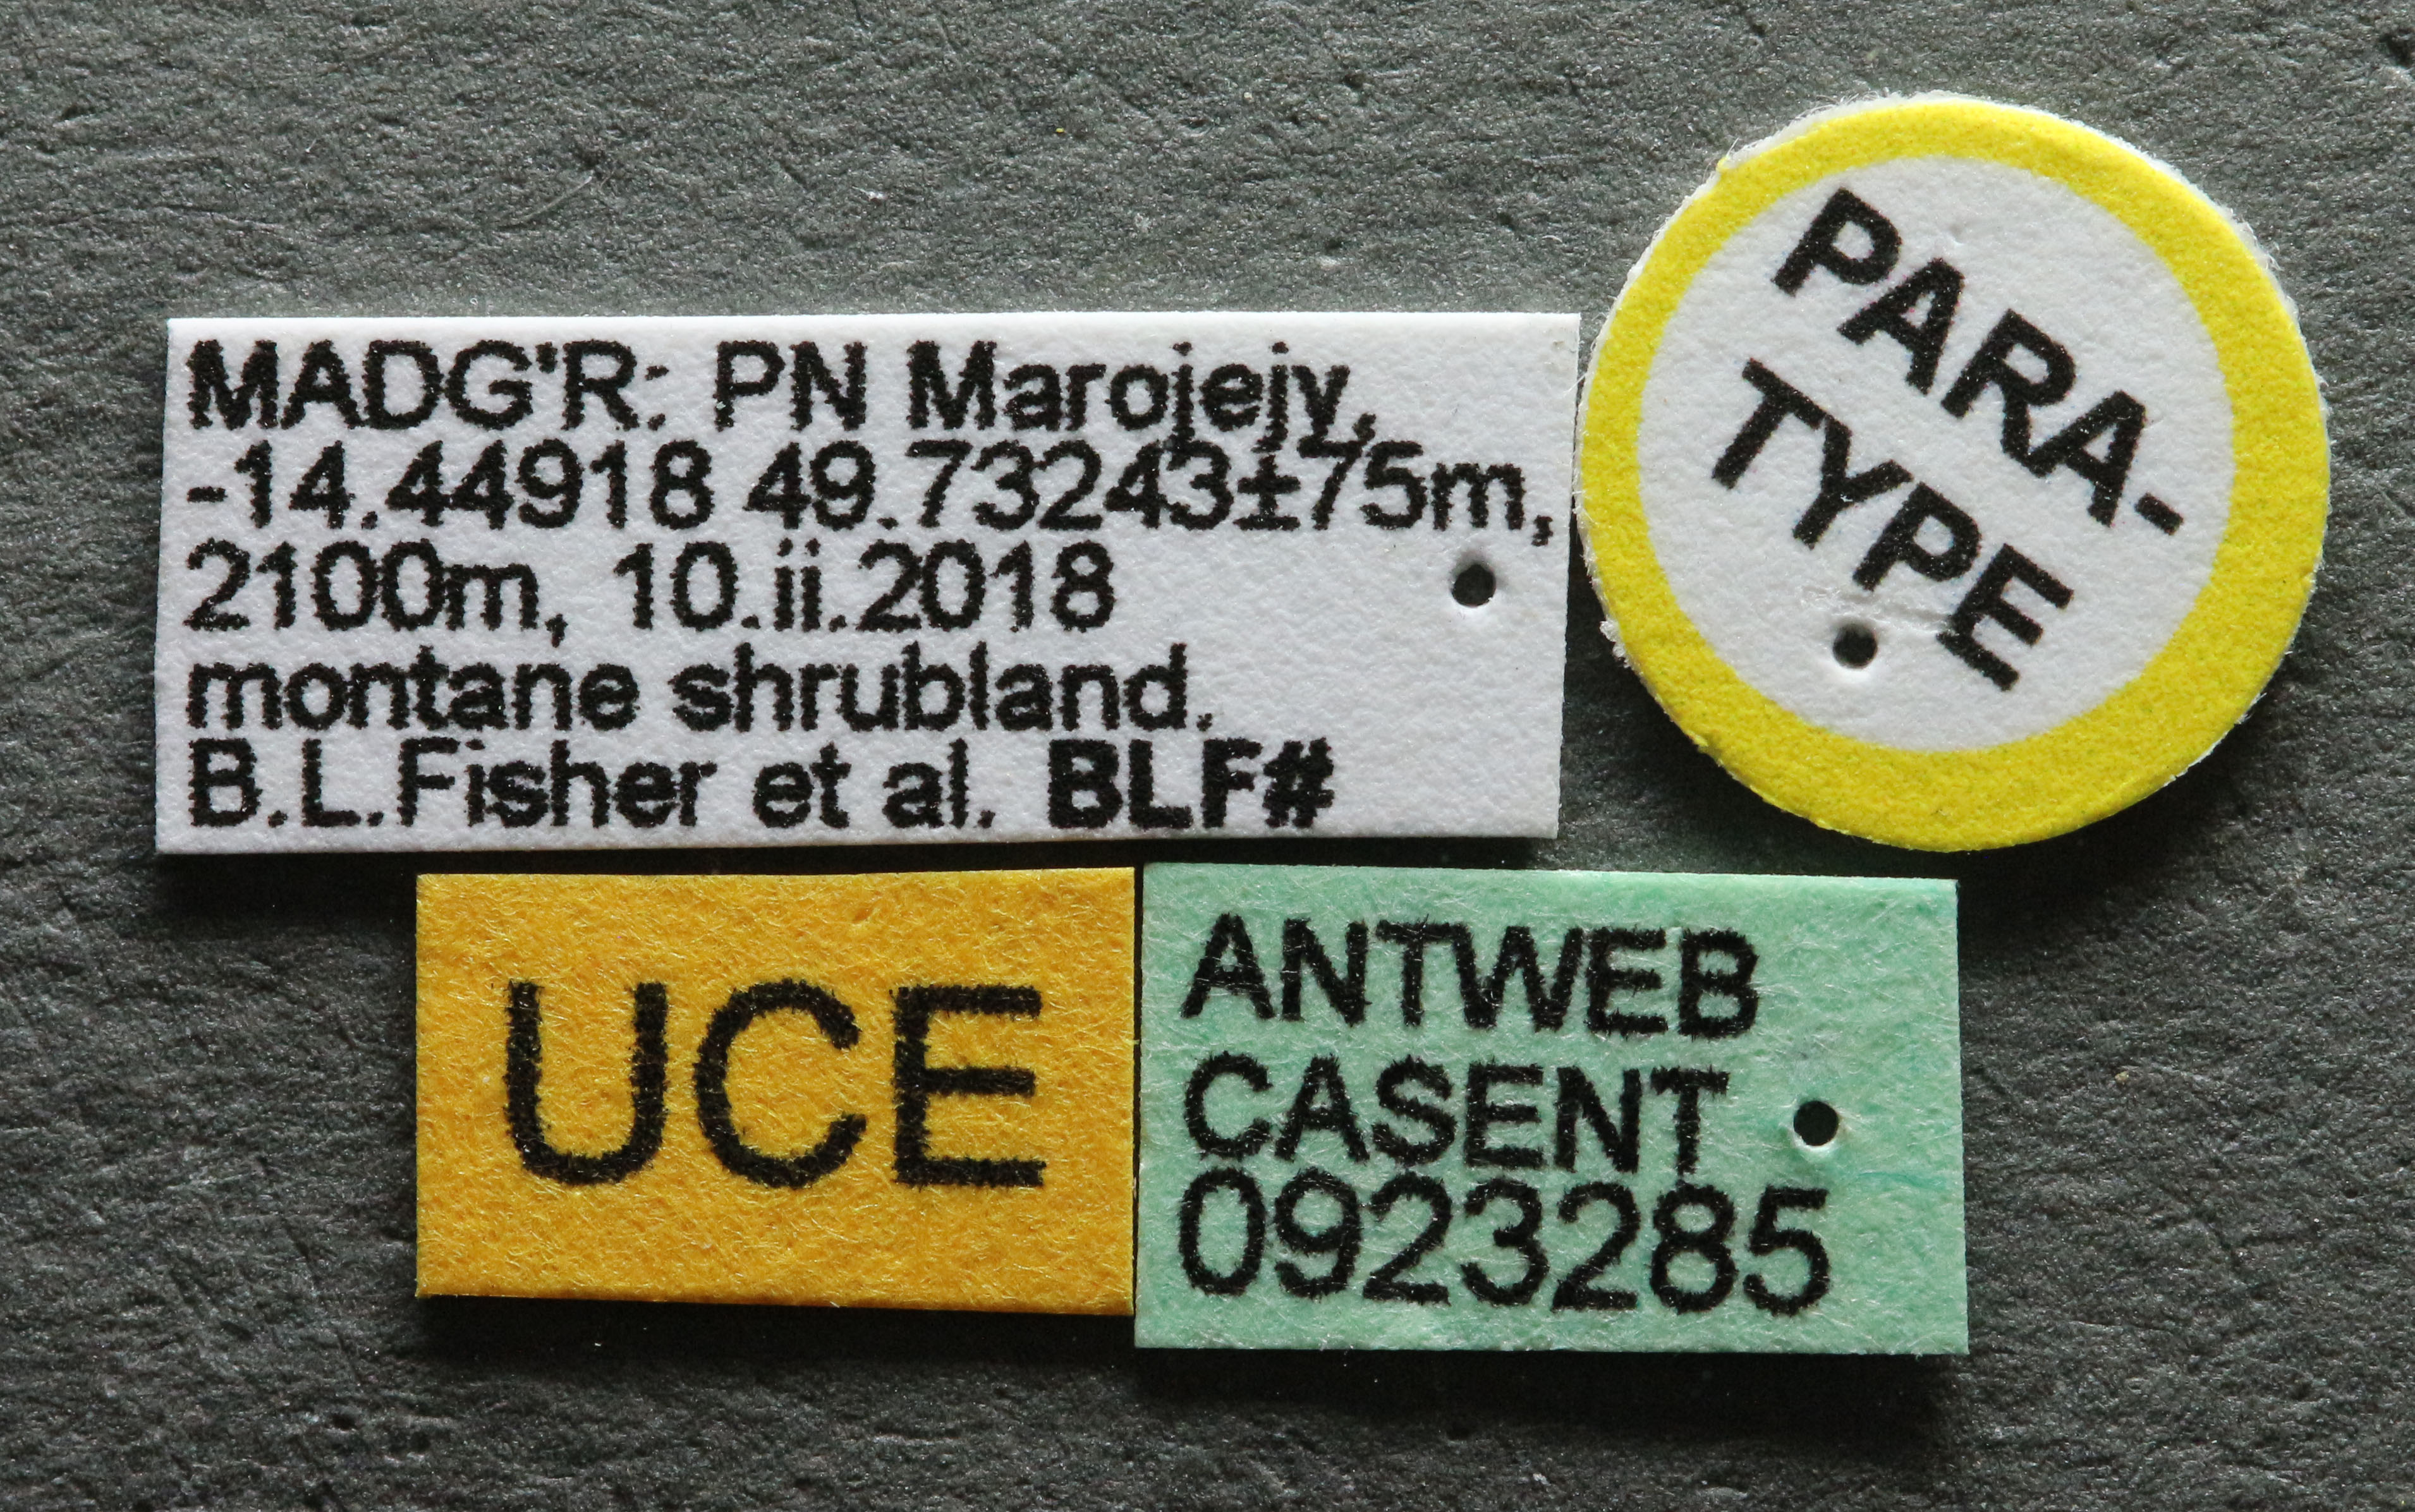 MADG'R: PN Marojejy,
-14.44918 49.73243±75m,
2100m, 10.ii.2018
montane shrubland.
B.L.Fisher et al. BLF#
PARA-
TYPE
UCE
ANTWEB
CASENT
0923285